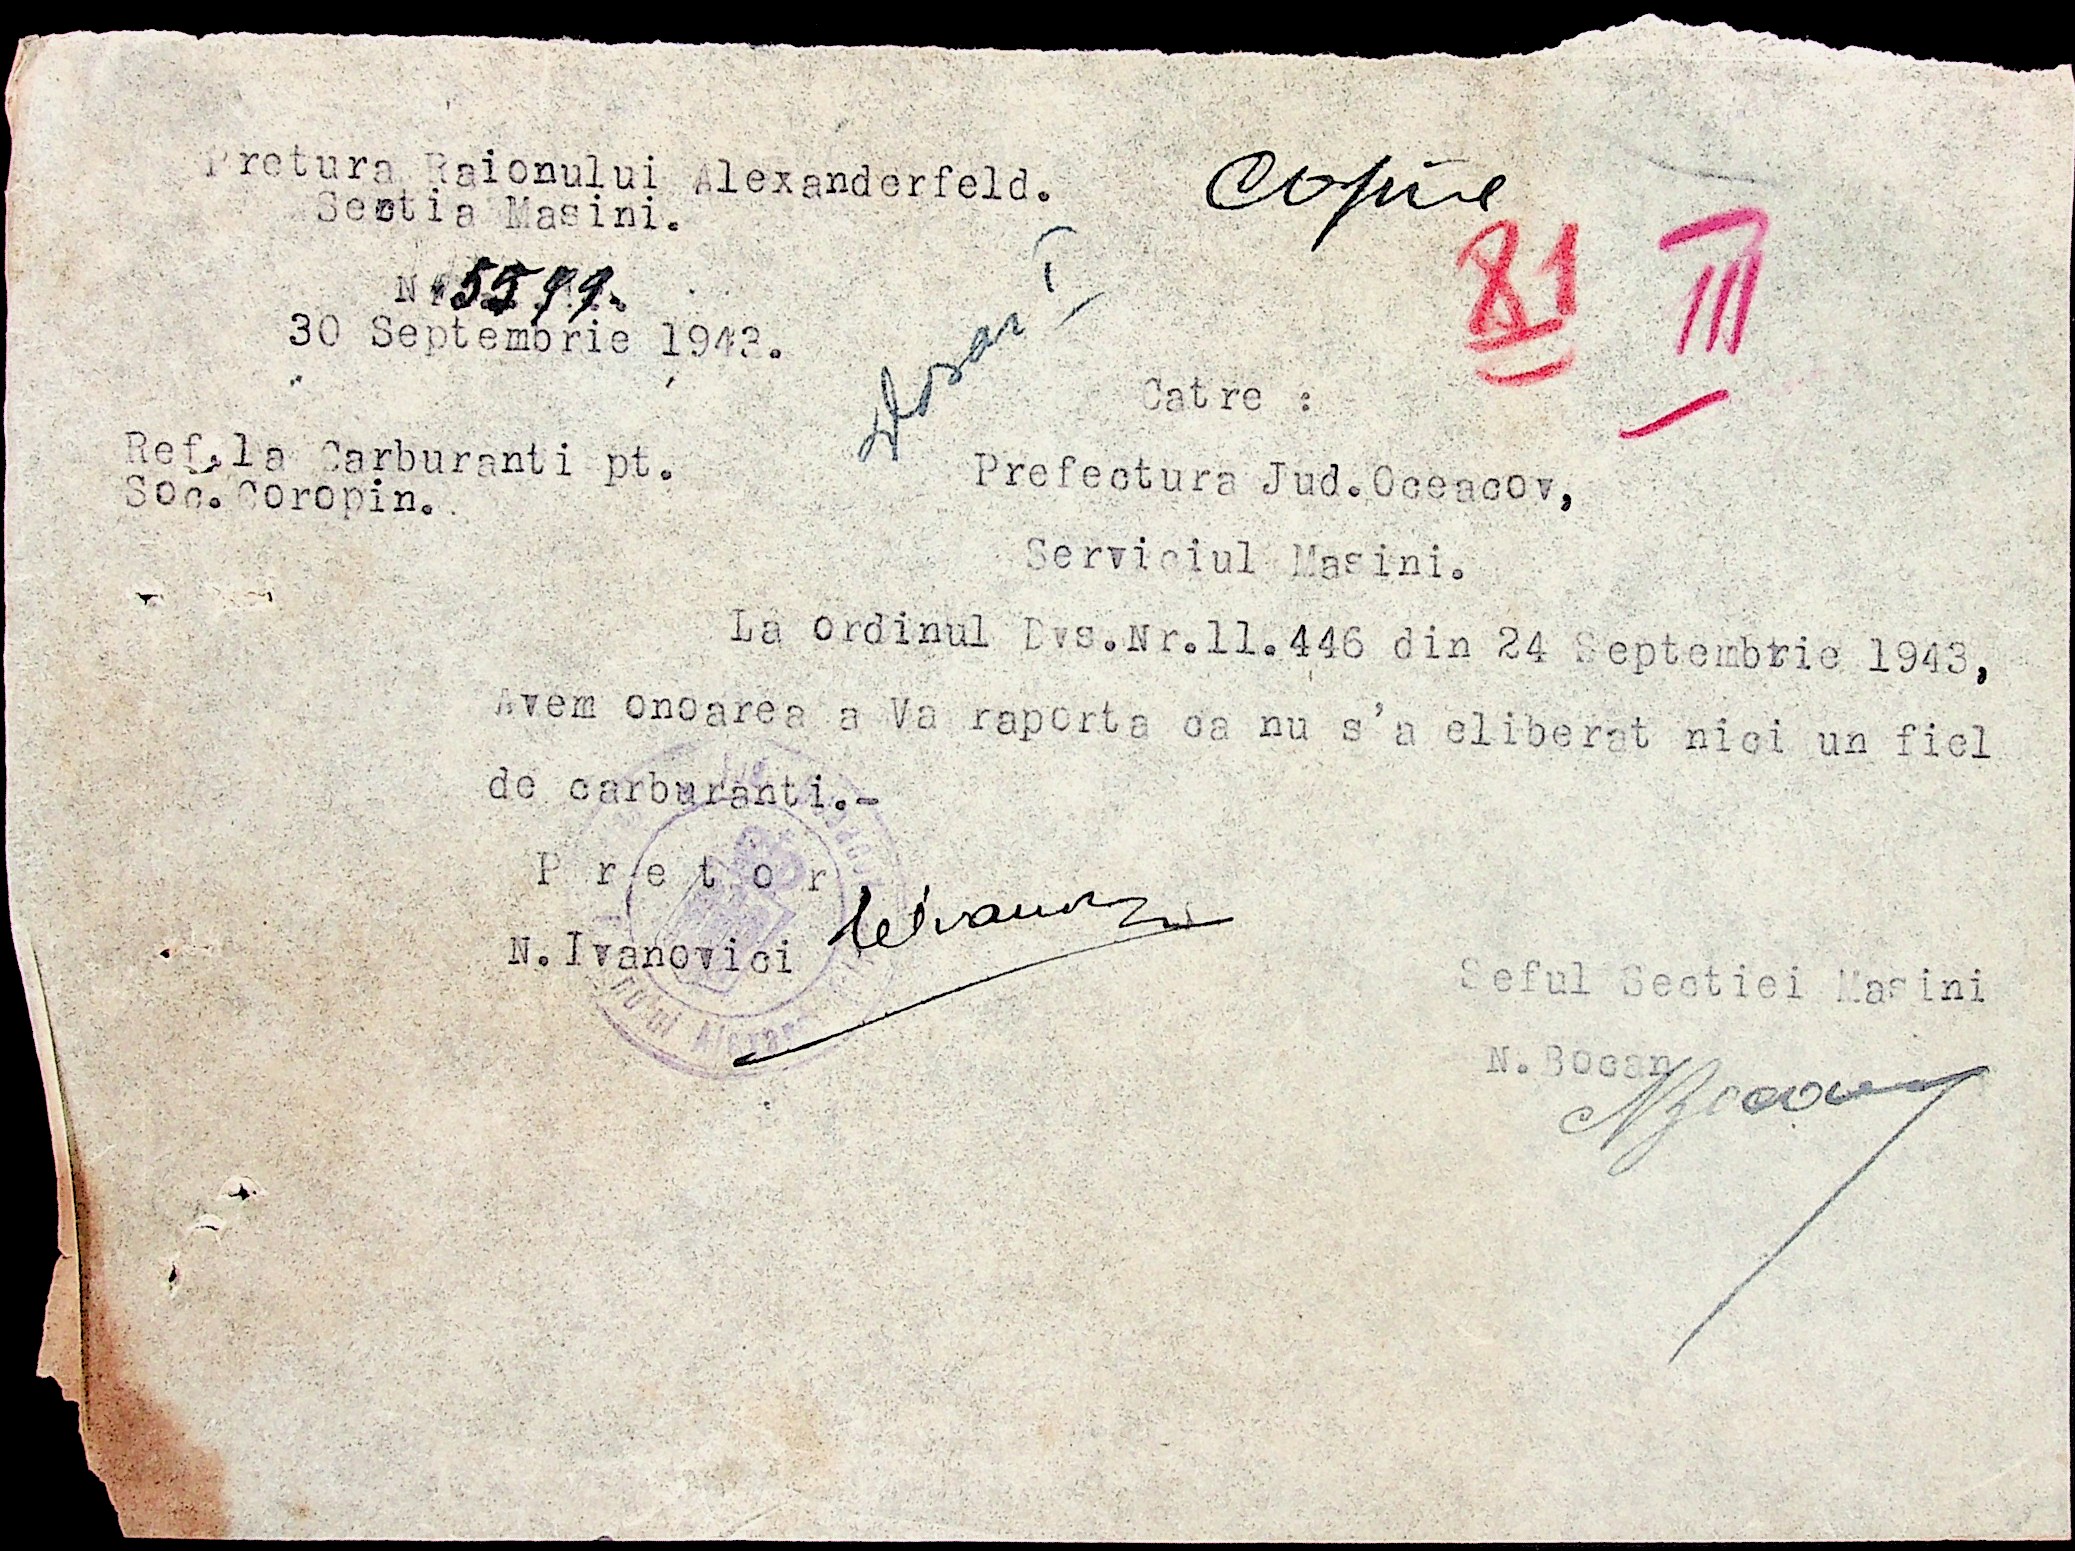 Pretura Raionului Alexanderfeld.
Sectia Masini.
Copie
81 III
Nr. 5599.
30 Septembrie 1943.
Dosar
Catre :
Ref.la Carburanti pt.
Soc.Coropin.
Prefectura Jud.Oceacov,
Serviciul Masini.
La ordinul Dvs.Nr.11.446 din 24 Septembrie 1943,
Avem onoarea a Va raporta ca nu s'a eliberat nici un fiel
de carburanti.-
P r e t o r
N.Ivanovici
Seful Sectiei Masini
N.Bocan